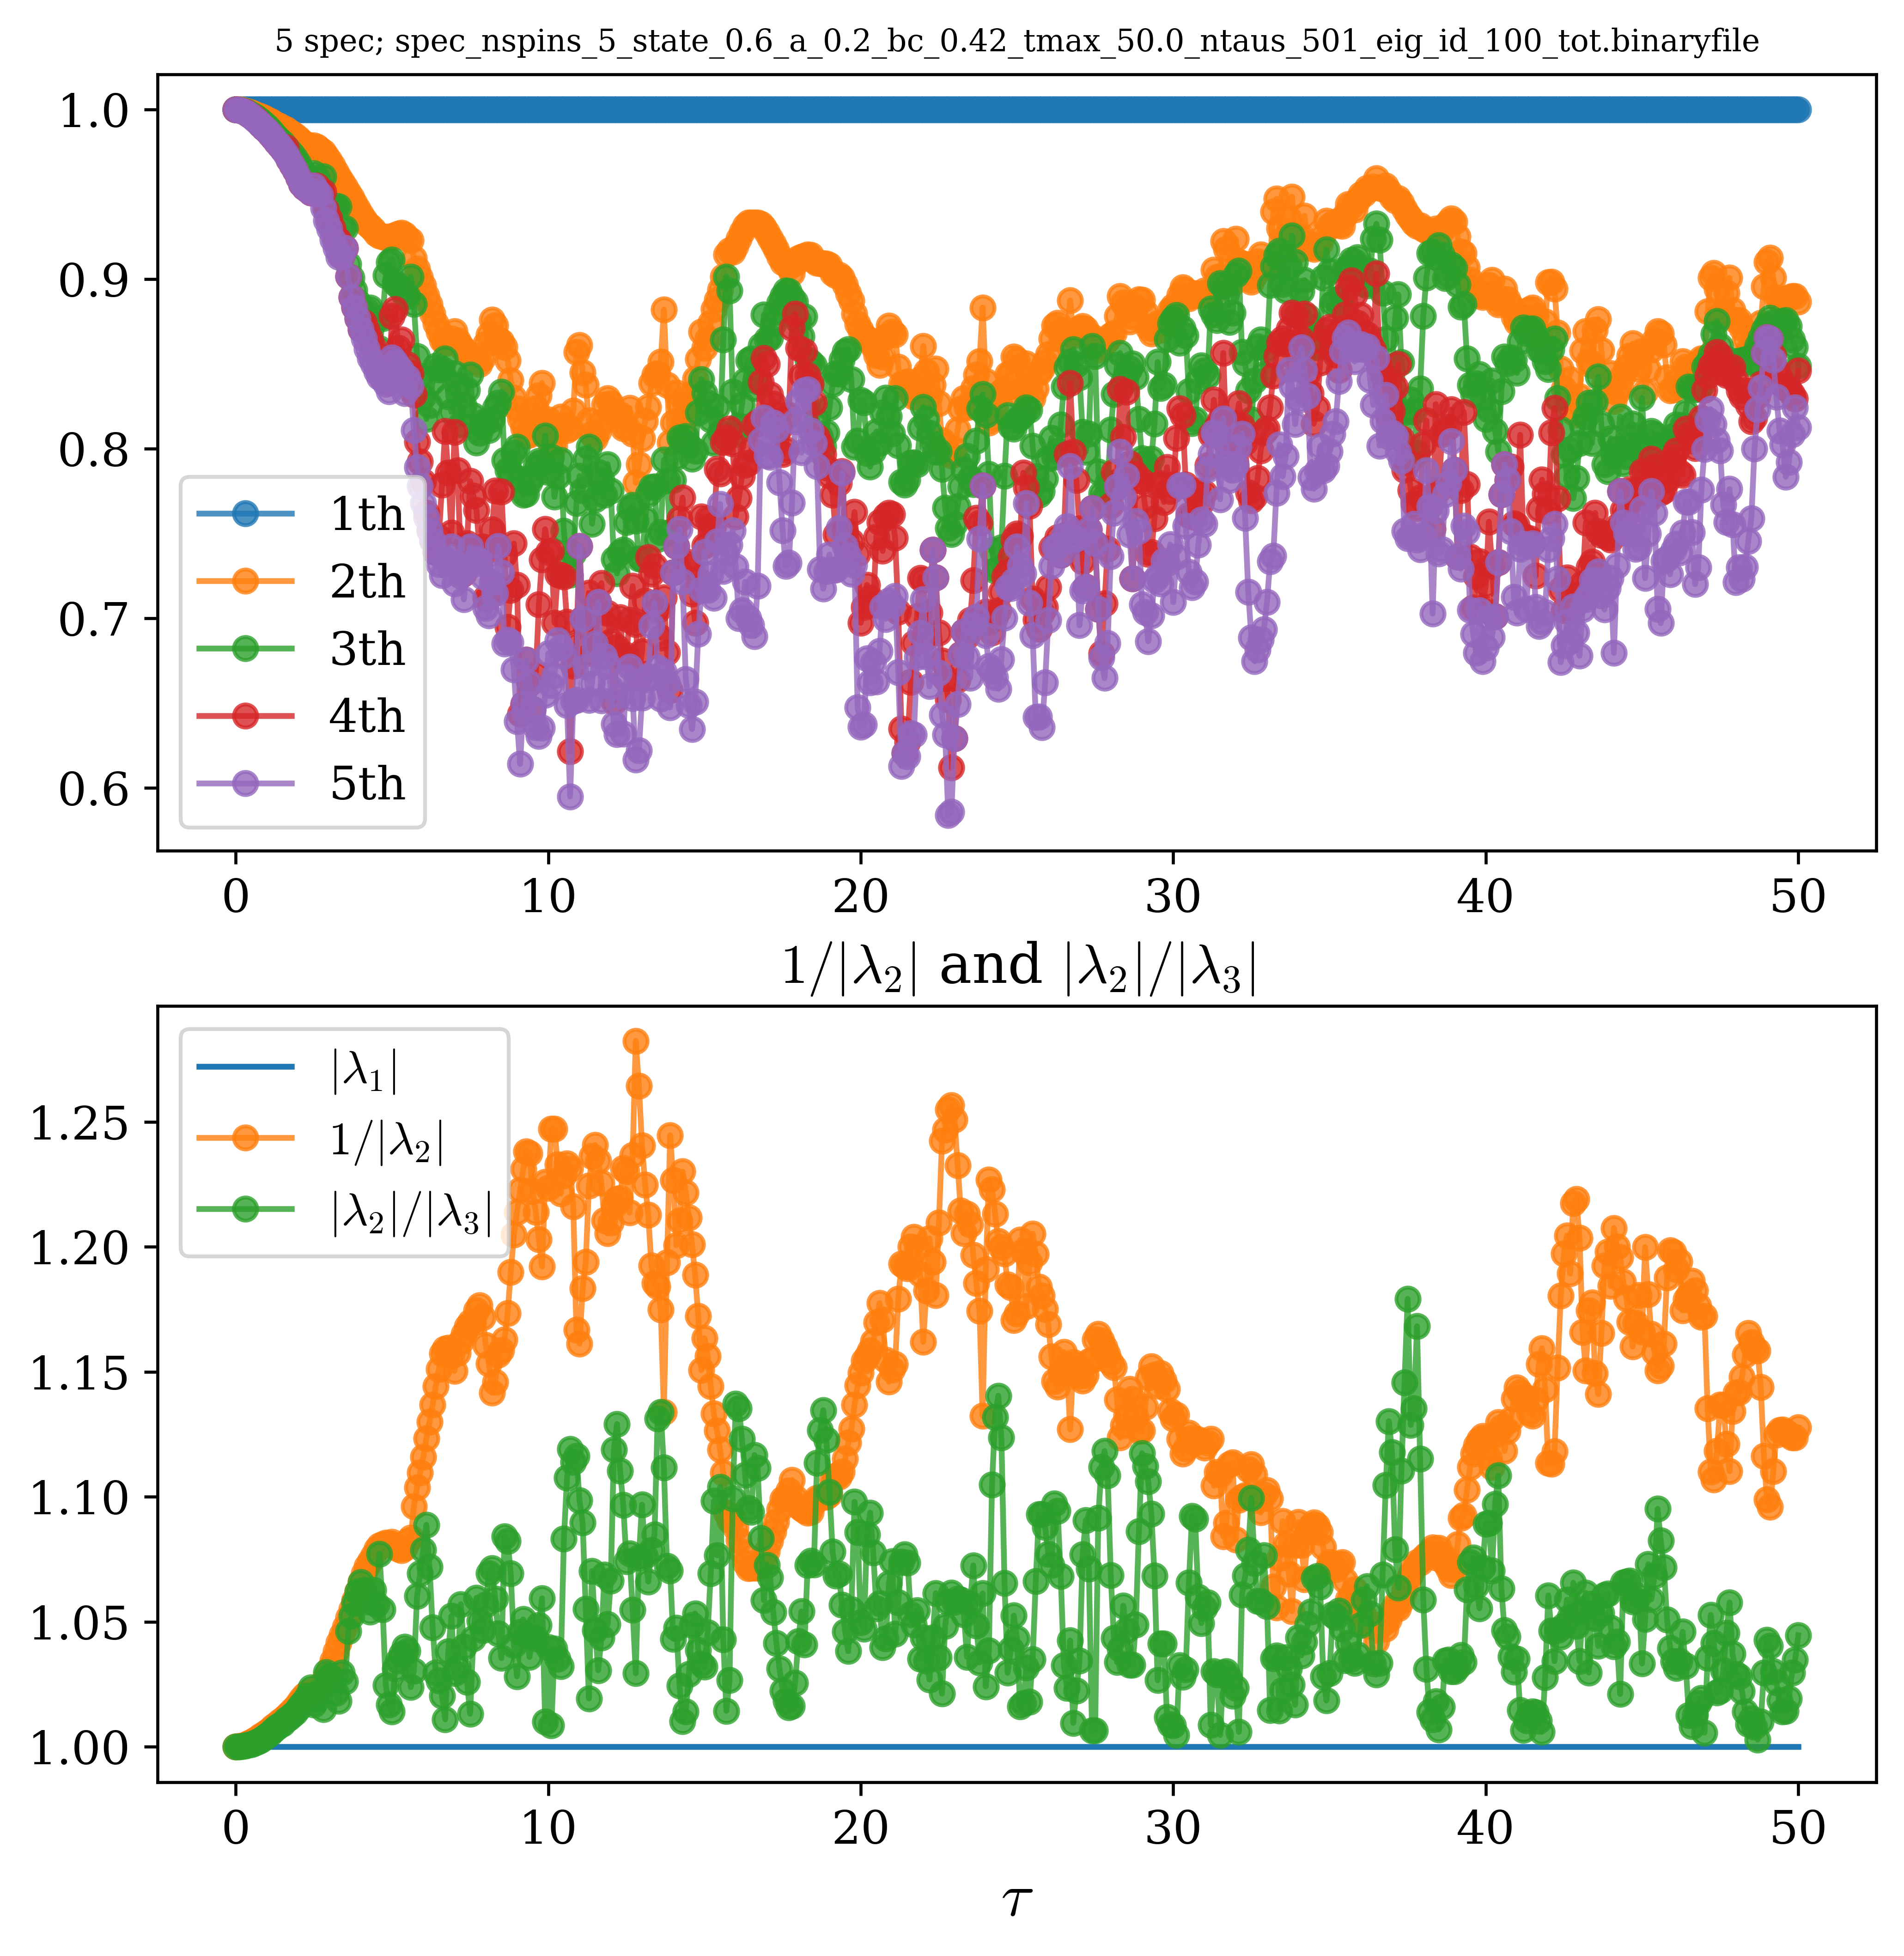 5 spec; spec_nspins_5_state_0.6_a_0.2_bc_0.42_tmax_50.0_ntaus_501_eig_id_100_tot.binaryfile
1.0
0.9
0.8
0.7
0.6
1th
2th
3th
4th
5th
0 10 20 30 40 50
1/|λ₂| and |λ₂|/|λ₃|
1.25
1.20
1.15
1.10
1.05
1.00
|λ₁|
1/|λ₂|
|λ₂|/|λ₃|
0 10 20 30 40 50
τ